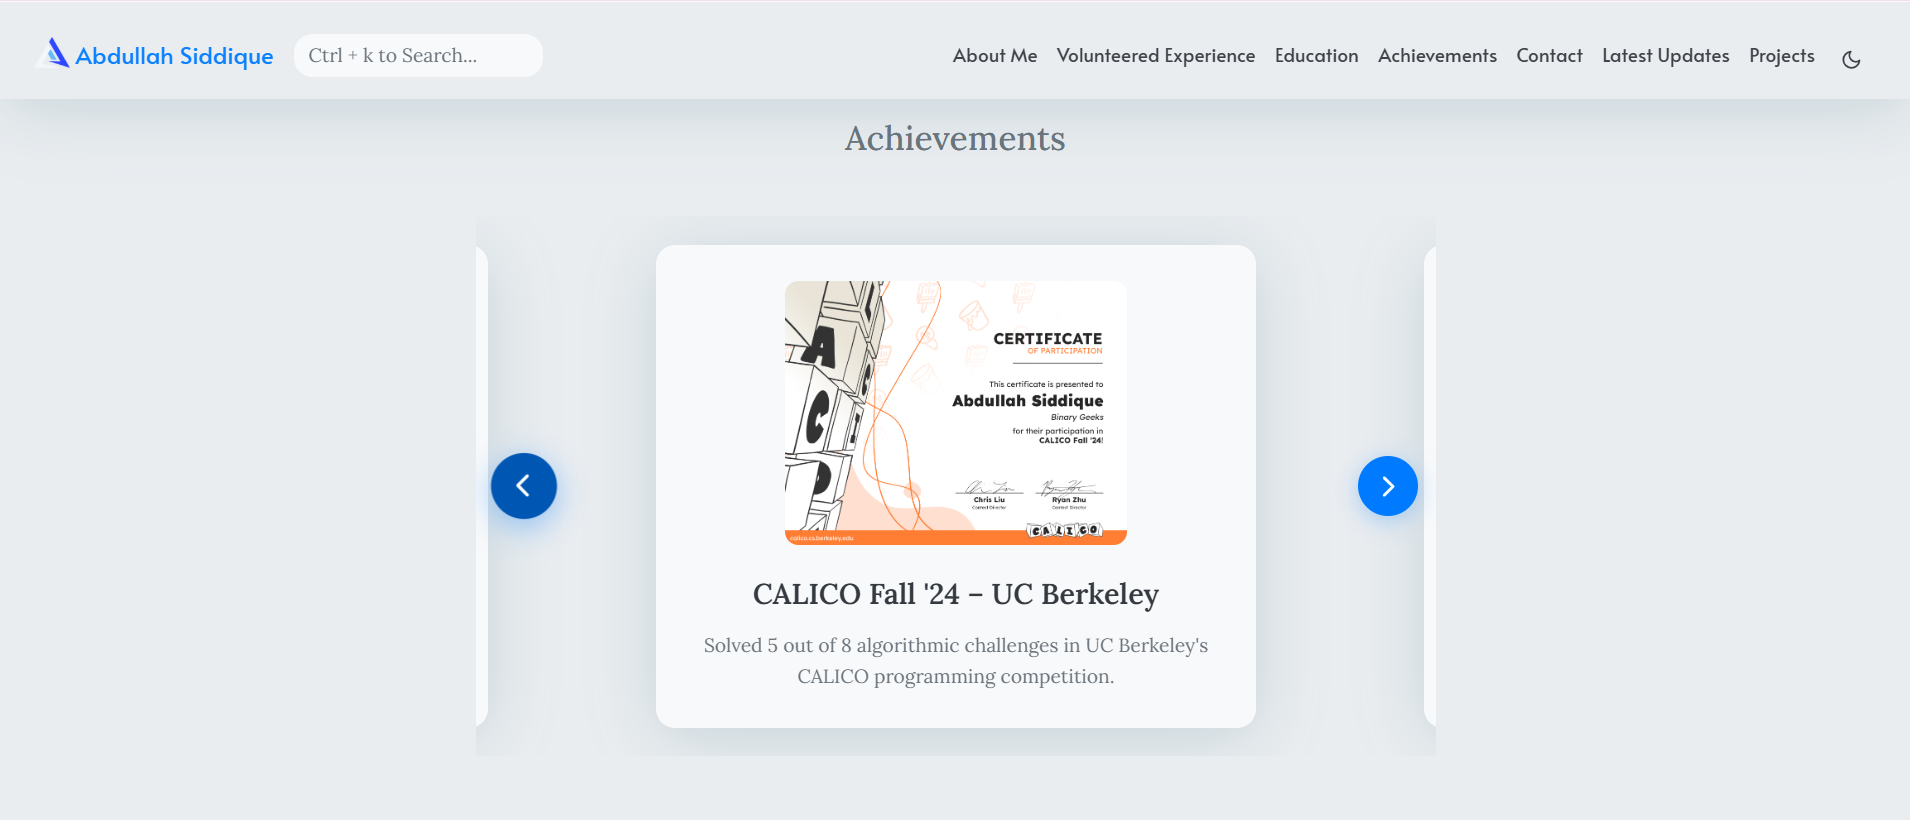 Abdullah Siddique
Ctrl + k to Search...
About Me
Volunteered Experience
Education
Achievements
Contact
Latest Updates
Projects
Achievements
A
C
CERTIFICATE
OF PARTICIPATION
This certificate is presented to
Abdullah Siddique
Binary Geeks
for their participation in
CALICO Fall '24!
Chris Liu
Contest Director
Ryan Zhu
Contest Director
calico.cs.berkeley.edu
CALICO
CALICO Fall '24 – UC Berkeley
Solved 5 out of 8 algorithmic challenges in UC Berkeley's
CALICO programming competition.